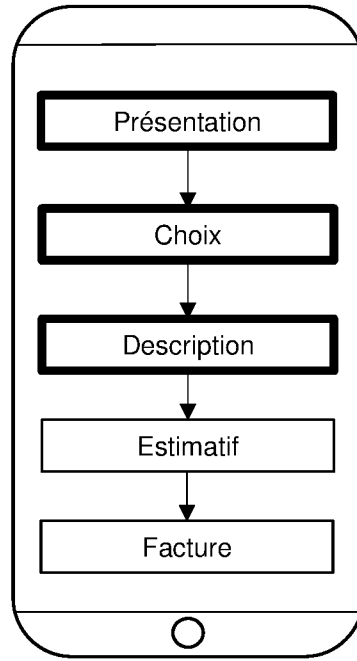 Présentation
Choix
Description
Estimatif
Facture